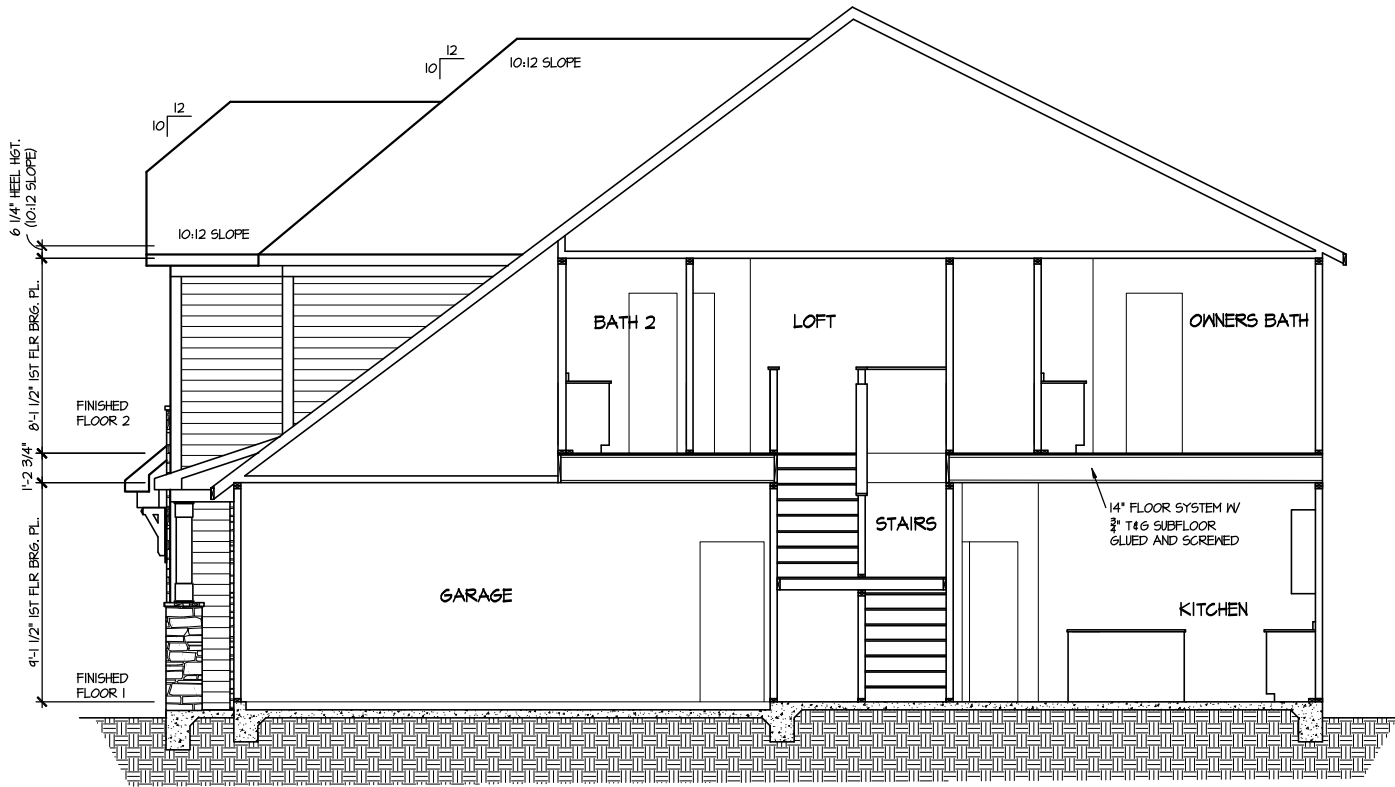 12
10
10:12 SLOPE
12
10
6 1/4" HEEL HGT.
(10:12 SLOPE)
10:12 SLOPE
8'-1 1/2" 1ST FLR BRG. PL.
BATH 2
LOFT
OWNERS BATH
FINISHED
FLOOR 2
1'-2 3/4"
14" FLOOR SYSTEM W/
3/4" T&G SUBFLOOR
GLUED AND SCREWED
STAIRS
9'-1 1/2" 1ST FLR BRG. PL.
GARAGE
KITCHEN
FINISHED
FLOOR 1